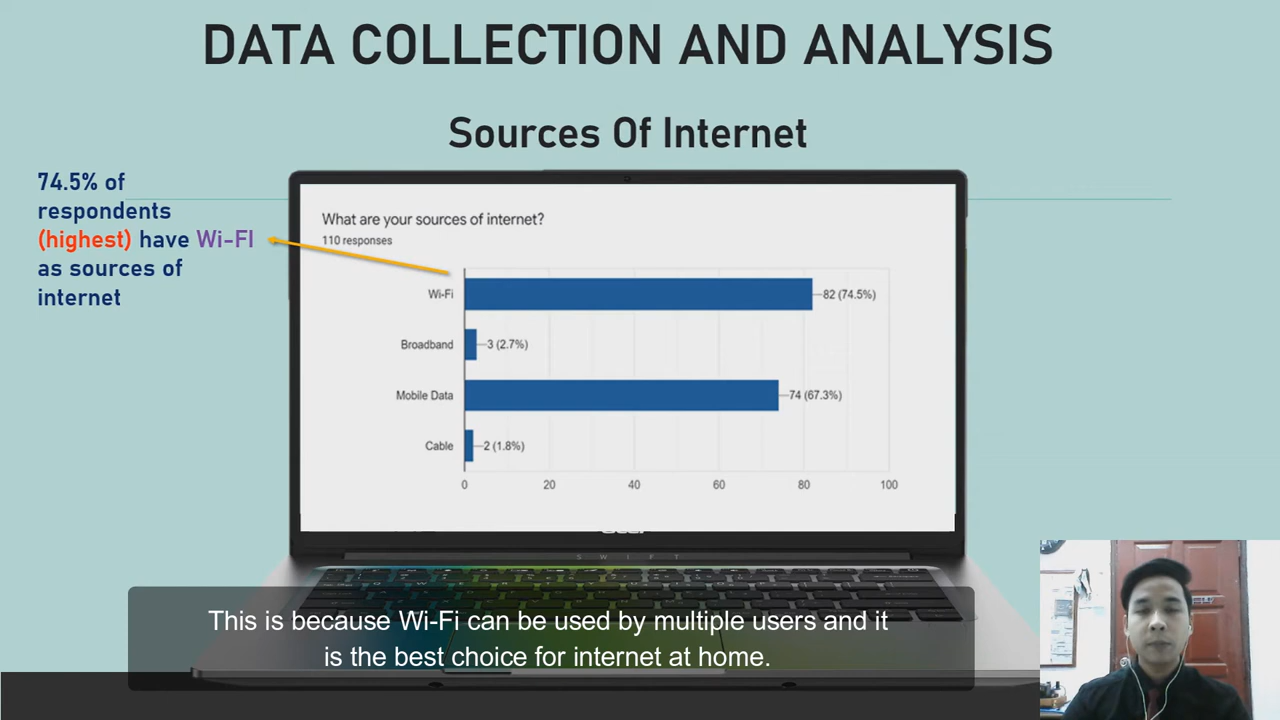 DATA COLLECTION AND ANALYSIS
Sources Of Internet
74.5% of
respondents
(highest) have Wi-FI
as sources of
internet
What are your sources of internet?
110 responses
Wi-Fi
82 (74.5%)
Broadband
3 (2.7%)
Mobile Data
74 (67.3%)
Cable
2 (1.8%)
0 20 40 60 80 100
SWIFT
This is because Wi-Fi can be used by multiple users and it
is the best choice for internet at home.